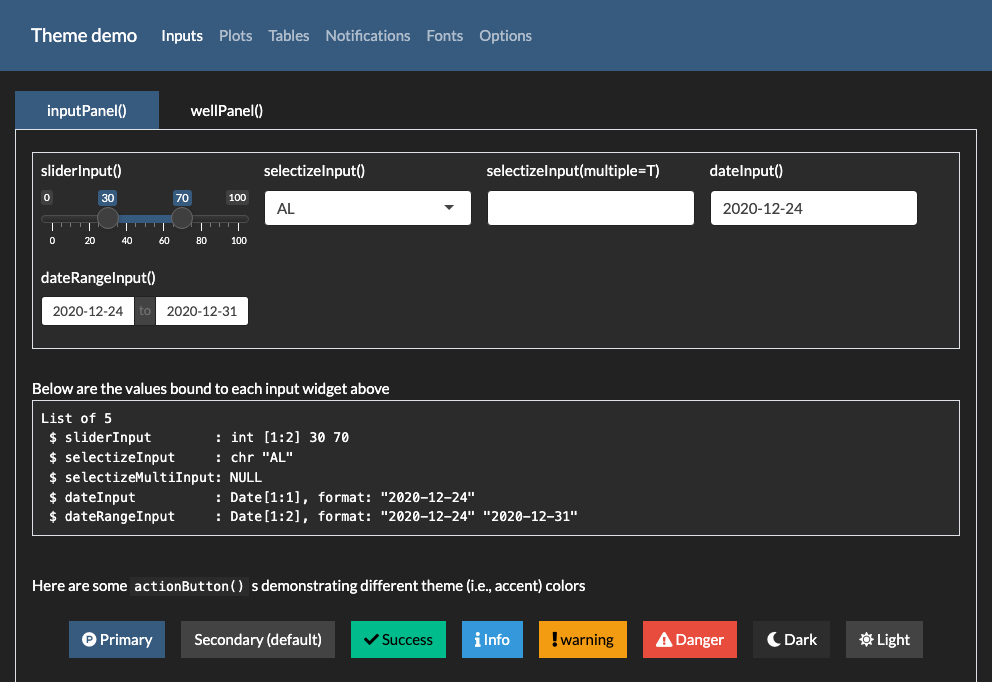 Theme demo Inputs Plots Tables Notifications Fonts Options
inputPanel() wellPanel()
sliderInput() selectizeInput() selectizeInput(multiple=T) dateInput()
0 30 70 100
AL 2020-12-24
0 20 40 60 80 100
dateRangeInput()
2020-12-24 to 2020-12-31
Below are the values bound to each input widget above
List of 5
$ sliderInput : int [1:2] 30 70
$ selectizeInput : chr "AL"
$ selectizeMultiInput: NULL
$ dateInput : Date[1:1], format: "2020-12-24"
$ dateRangeInput : Date[1:2], format: "2020-12-24" "2020-12-31"
Here are some actionButton() s demonstrating different theme (i.e., accent) colors
Primary Secondary (default) Success Info warning Danger Dark Light